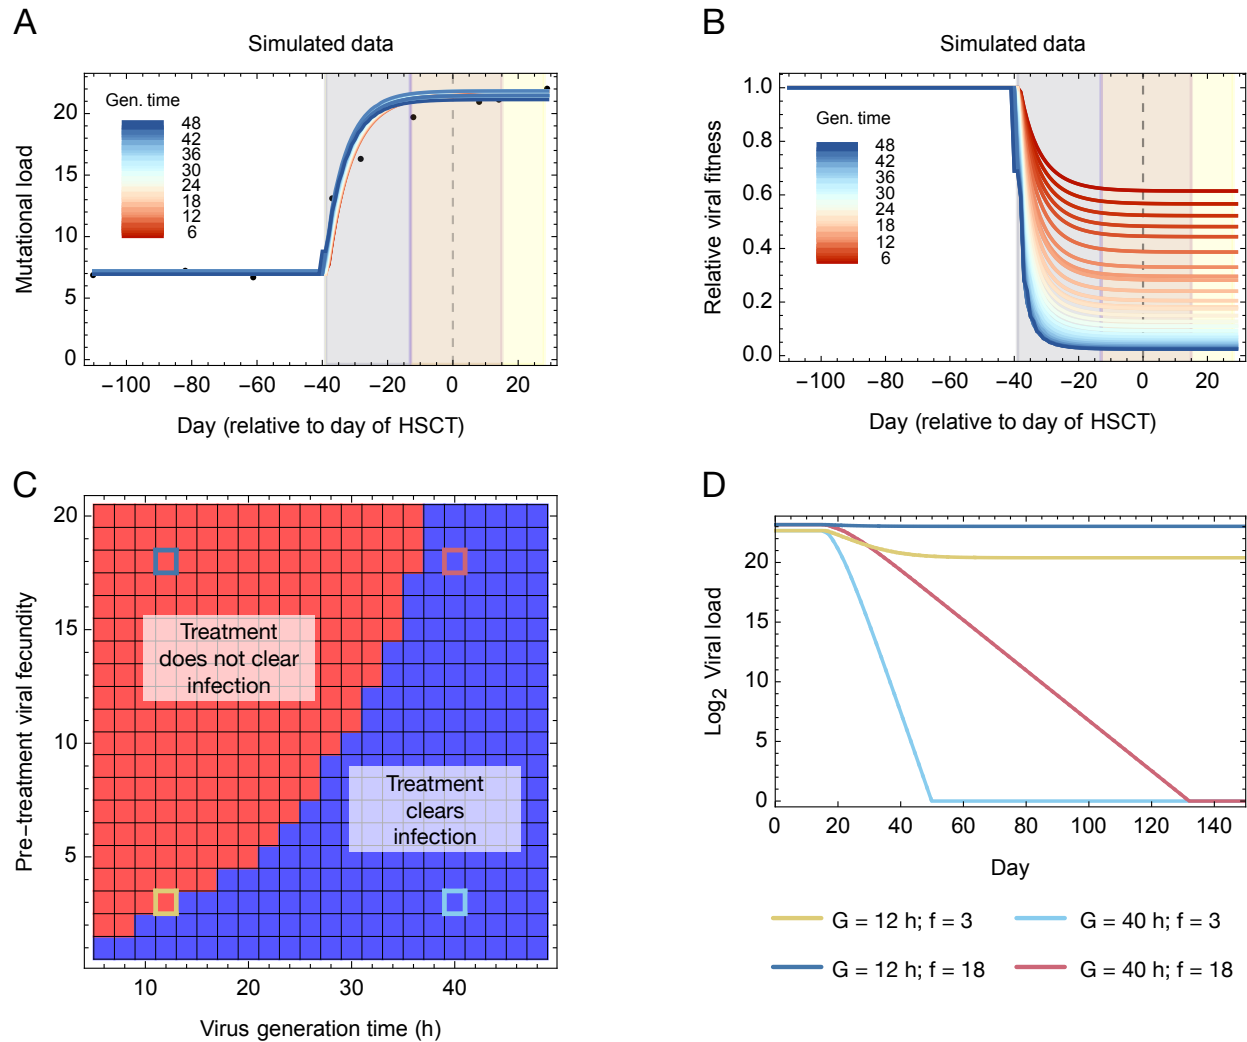 A
Simulated data
Gen. time
48
42
36
30
24
18
12
6
Mutational load
20
15
10
5
0
−100
−80
−60
−40
−20
0
20
Day (relative to day of HSCT)
B
Simulated data
Gen. time
48
42
36
30
24
18
12
6
Relative viral fitness
1.0
0.8
0.6
0.4
0.2
0.0
−100
−80
−60
−40
−20
0
20
Day (relative to day of HSCT)
C
Treatment
does not clear
infection
Treatment
clears
infection
Pre−treatment viral fecundity
20
15
10
5
10
20
30
40
Virus generation time (h)
D
Log2 Viral load
20
15
10
5
0
0
20
40
60
80
100
120
140
Day
G = 12 h; f = 3
G = 40 h; f = 3
G = 12 h; f = 18
G = 40 h; f = 18